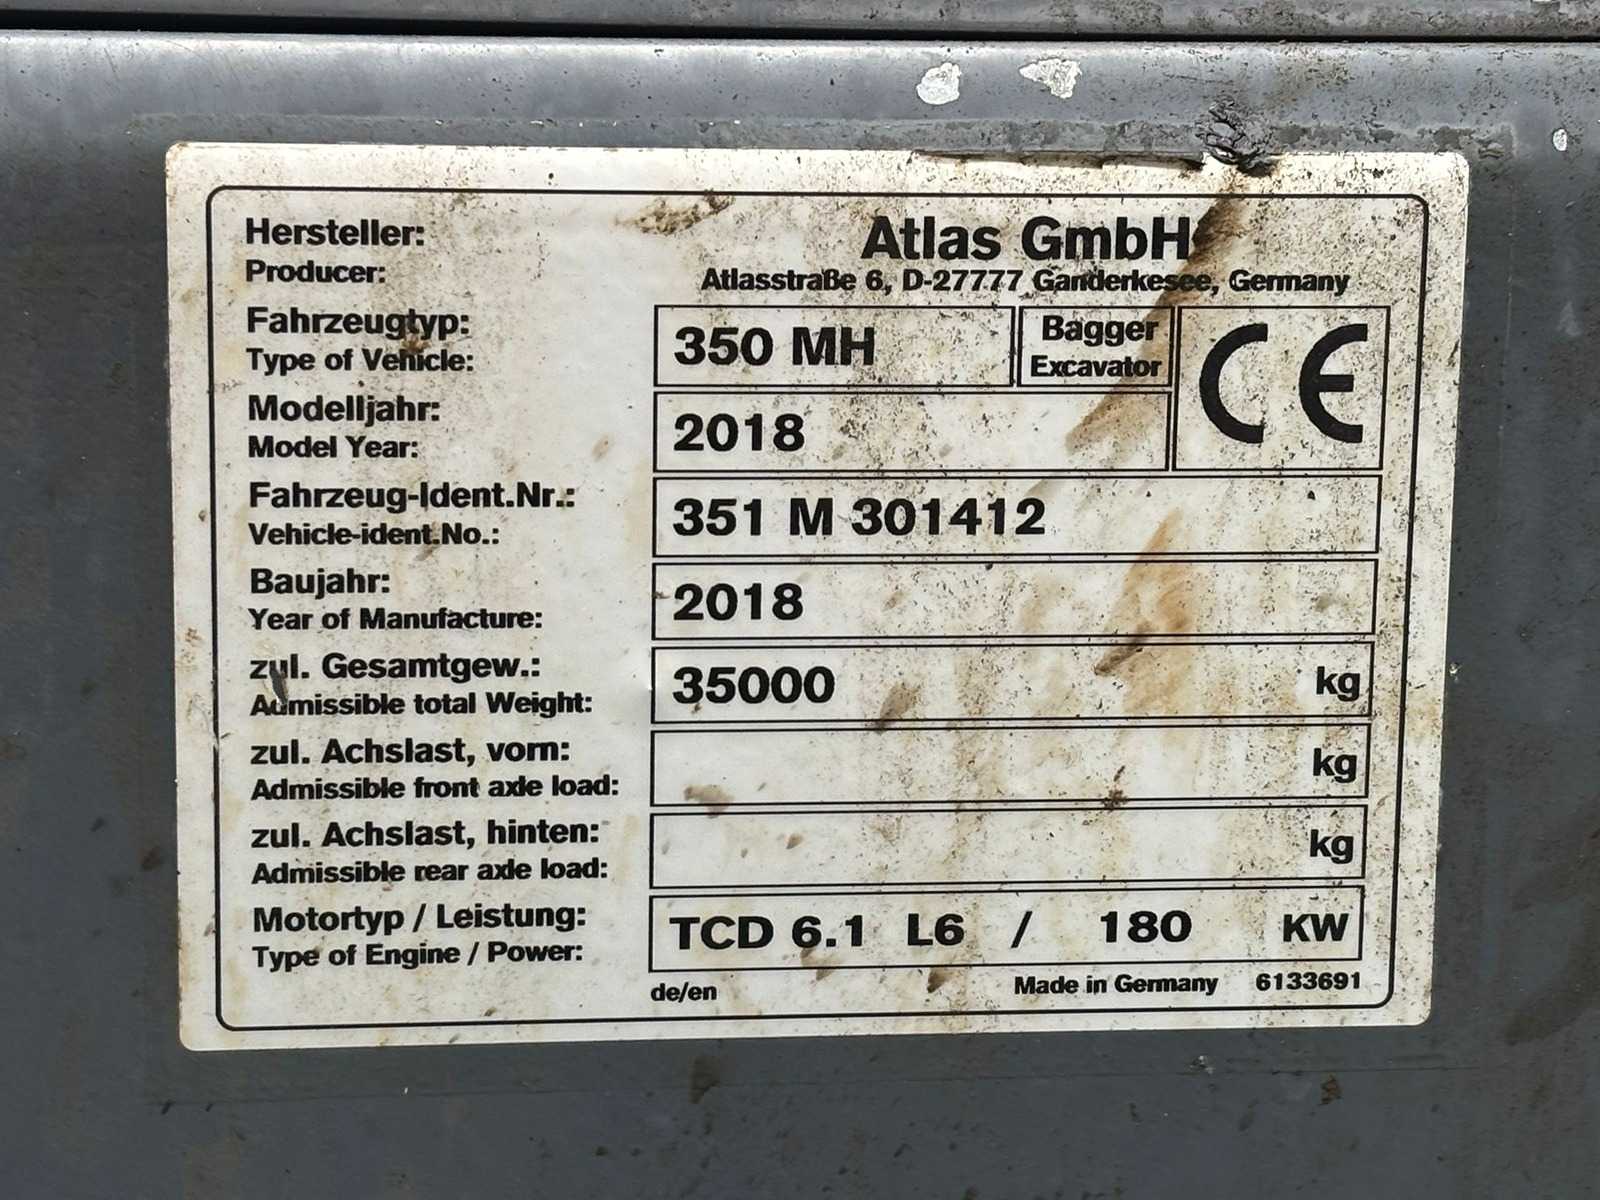 Hersteller: Atlas GmbH
Producer: Atlasstraße 6, D-27777 Ganderkesee, Germany
Fahrzeugtyp: 350 MH Bagger
Type of Vehicle: Excavator
CE
Modelljahr: 2018
Model Year:
Fahrzeug-Ident.Nr.: 351 M 301412
Vehicle-ident.No.:
Baujahr: 2018
Year of Manufacture:
zul. Gesamtgew.: 35000 kg
Admissible total Weight:
zul. Achslast, vorn: kg
Admissible front axle load:
zul. Achslast, hinten: kg
Admissible rear axle load:
Motortyp / Leistung: TCD 6.1 L6 / 180 KW
Type of Engine / Power:
de/en Made in Germany 6133691